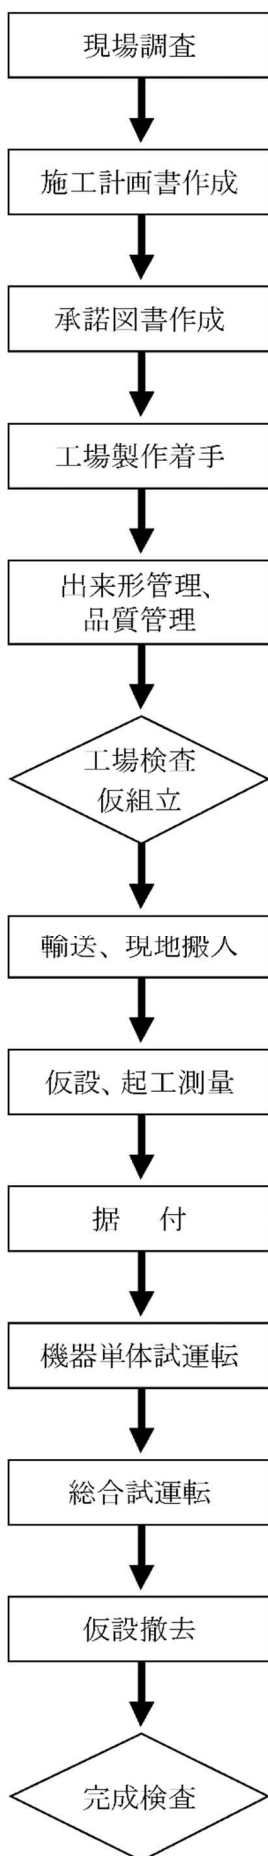 現場調査
施工計画書作成
承諾図書作成
工場製作着手
出来形管理、
品質管理
工場検査
仮組立
輸送、現地搬入
仮設、起工測量
据　付
機器単体試運転
総合試運転
仮設撤去
完成検査